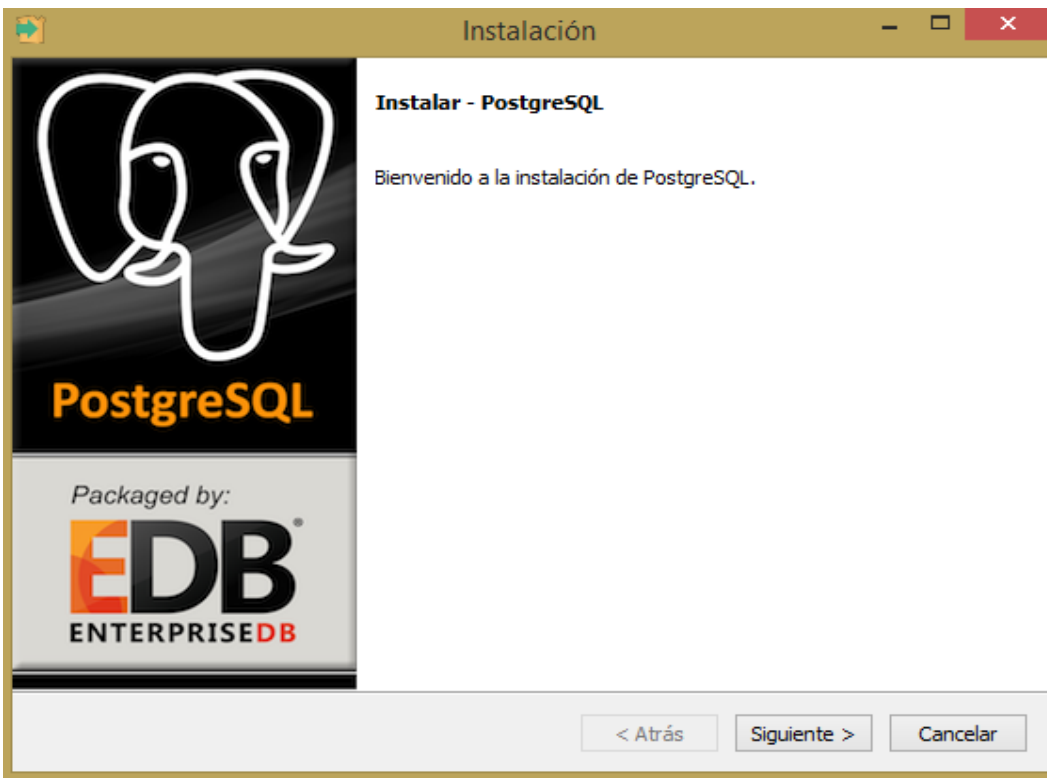 Instalación
Instalar - PostgreSQL
Bienvenido a la instalación de PostgreSQL.
PostgreSQL
Packaged by:
EDB®
ENTERPRISEDB
< Atrás
Siguiente >
Cancelar